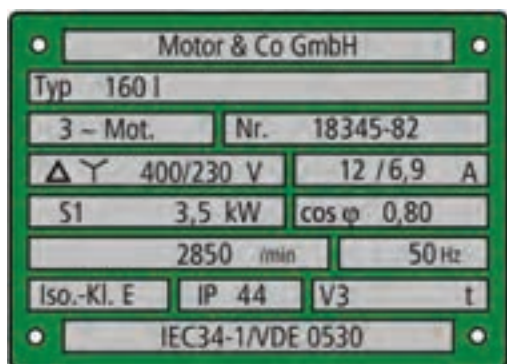 Motor & Co GmbH
Typ 160 l
3 ~ Mot. Nr. 18345-82
Δ Y 400/230 V 12 / 6,9 A
S1 3,5 kW cos φ 0,80
2850 /min 50 Hz
Iso.-Kl. E IP 44 V3 t
IEC34-1/VDE 0530